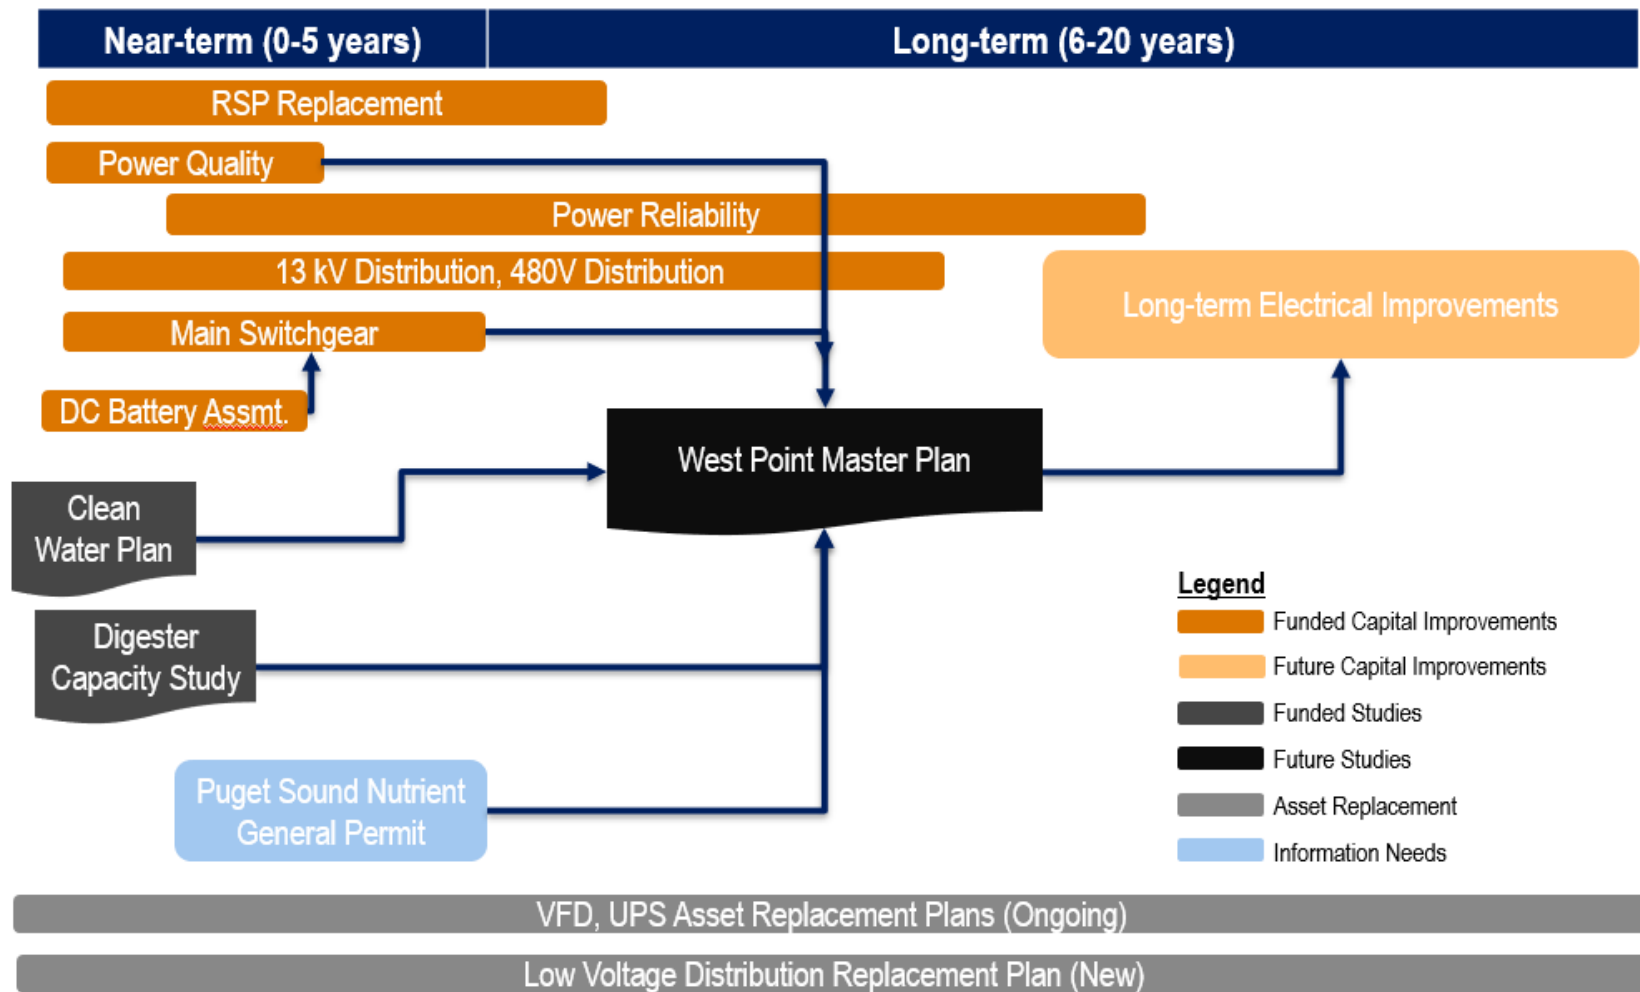 Near-term (0-5 years)
Long-term (6-20 years)
RSP Replacement
Power Quality
Power Reliability
13 kV Distribution, 480V Distribution
Long-term Electrical Improvements
Main Switchgear
DC Battery Assmt.
West Point Master Plan
Clean
Water Plan
Digester
Capacity Study
Puget Sound Nutrient
General Permit
Legend
Funded Capital Improvements
Future Capital Improvements
Funded Studies
Future Studies
Asset Replacement
Information Needs
VFD, UPS Asset Replacement Plans (Ongoing)
Low Voltage Distribution Replacement Plan (New)